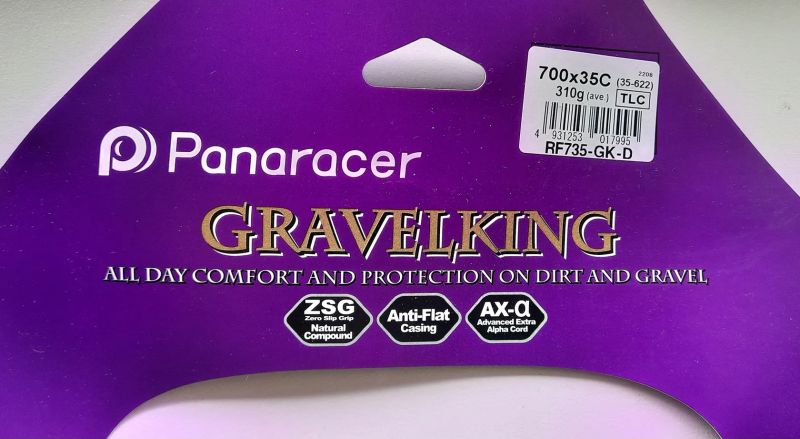 2208
700x35C (35-622)
310g (ave.) TLC
4 931253 017995
RF735-GK-D
Panaracer
GRAVELKING
ALL DAY COMFORT AND PROTECTION ON DIRT AND GRAVEL
ZSG
Zero Slip Grip
Natural
Compound
Anti-Flat
Casing
AX-α
Advanced Extra
Alpha Cord